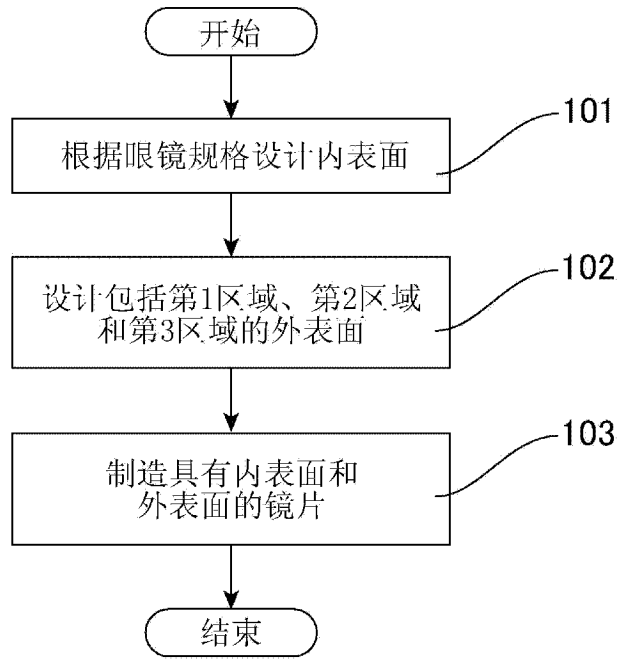 开始
101
根据眼镜规格设计内表面
102
设计包括第1区域、第2区域
和第3区域的外表面
103
制造具有内表面和
外表面的镜片
结束